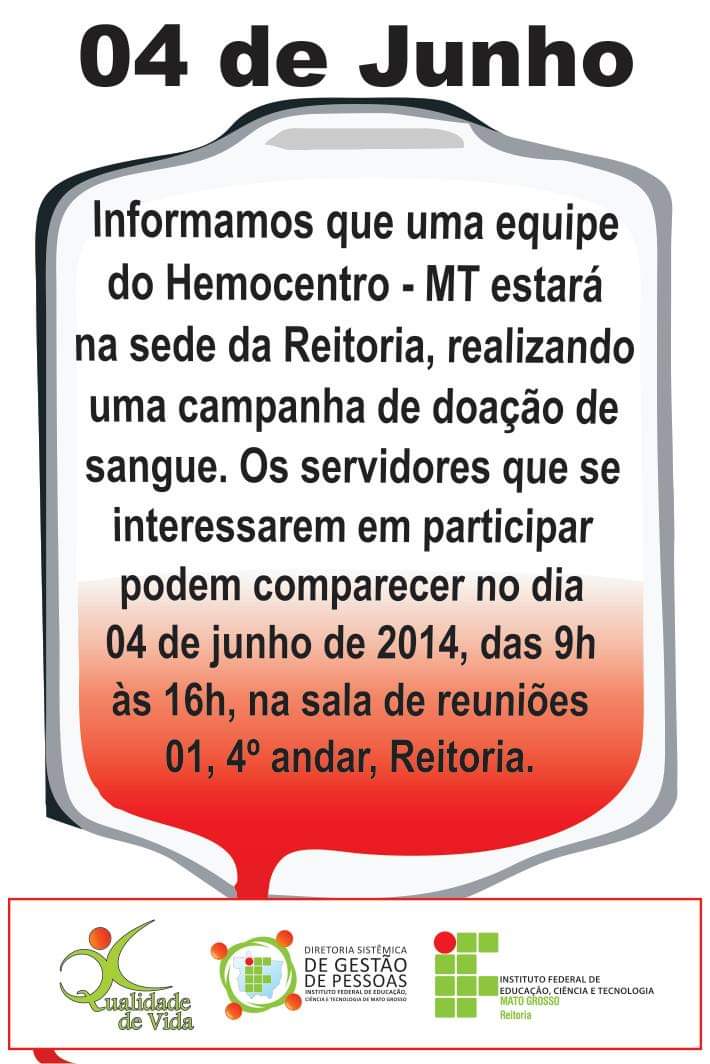 04 de Junho
Informamos que uma equipe
do Hemocentro - MT estará
na sede da Reitoria, realizando
uma campanha de doação de
sangue. Os servidores que se
interessarem em participar
podem comparecer no dia
04 de junho de 2014, das 9h
às 16h, na sala de reuniões
01, 4º andar, Reitoria.
Qualidade
de Vida
DIRETORIA SISTÊMICA
DE GESTÃO
DE PESSOAS
INSTITUTO FEDERAL DE EDUCAÇÃO,
CIÊNCIA E TECNOLOGIA DE MATO GROSSO
INSTITUTO FEDERAL DE
EDUCAÇÃO, CIÊNCIA E TECNOLOGIA
MATO GROSSO
Reitoria